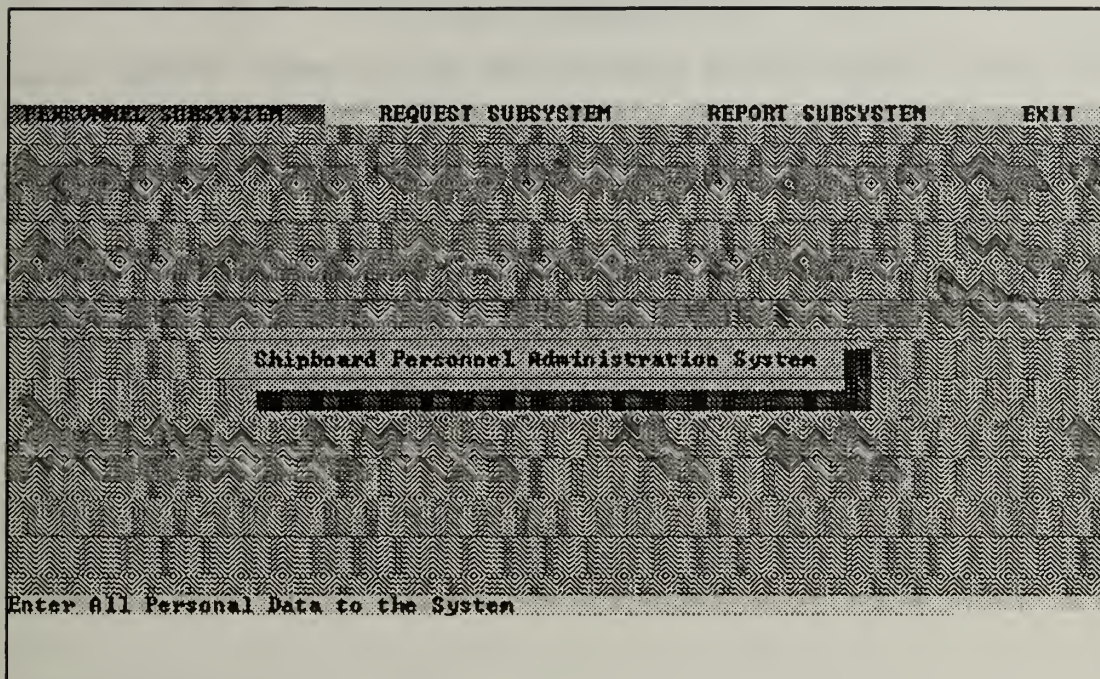 PERSONNEL SUBSYSTEM REQUEST SUBSYSTEM REPORT SUBSYSTEM EXIT
Shipboard Personnel Administration System
Enter All Personal Data to the System